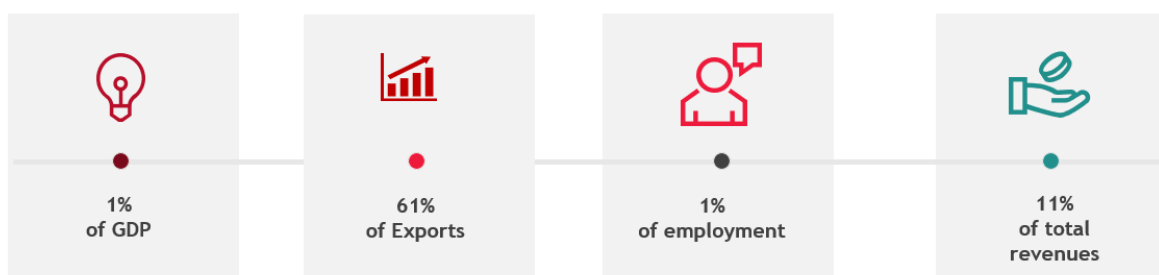 1%
of GDP
61%
of Exports
1%
of employment
11%
of total
revenues